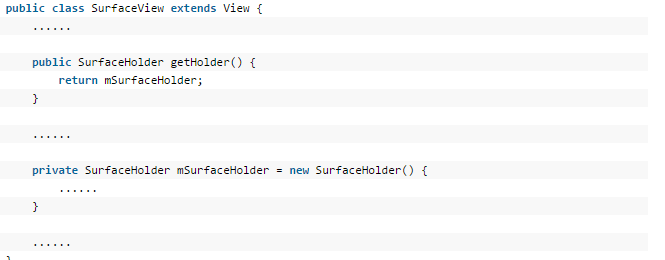 public class SurfaceView extends View {
    ......
    public SurfaceHolder getHolder() {
        return mSurfaceHolder;
    }
    ......
    private SurfaceHolder mSurfaceHolder = new SurfaceHolder() {
        ......
    }
    ......
}